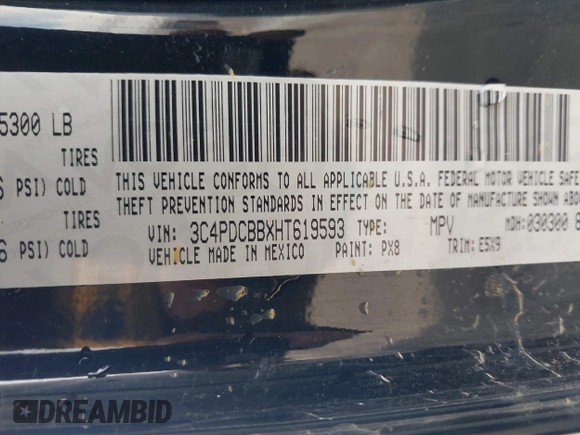 5300 LB
TIRES
PSI) COLD
THIS VEHICLE CONFORMS TO ALL APPLICABLE U.S.A. FEDERAL MOTOR VEHICLE SAFE
TIRES
THEFT PREVENTION STANDARDS IN EFFECT ON THE DATE OF MANUFACTURE SHOWN ABO
6 PSI) COLD
VIN: 3C4PDCBBXHT619593 TYPE: MPV MDH: 030300
VEHICLE MADE IN MEXICO PAINT: PX8 TRIM: E5X9
DREAMBID